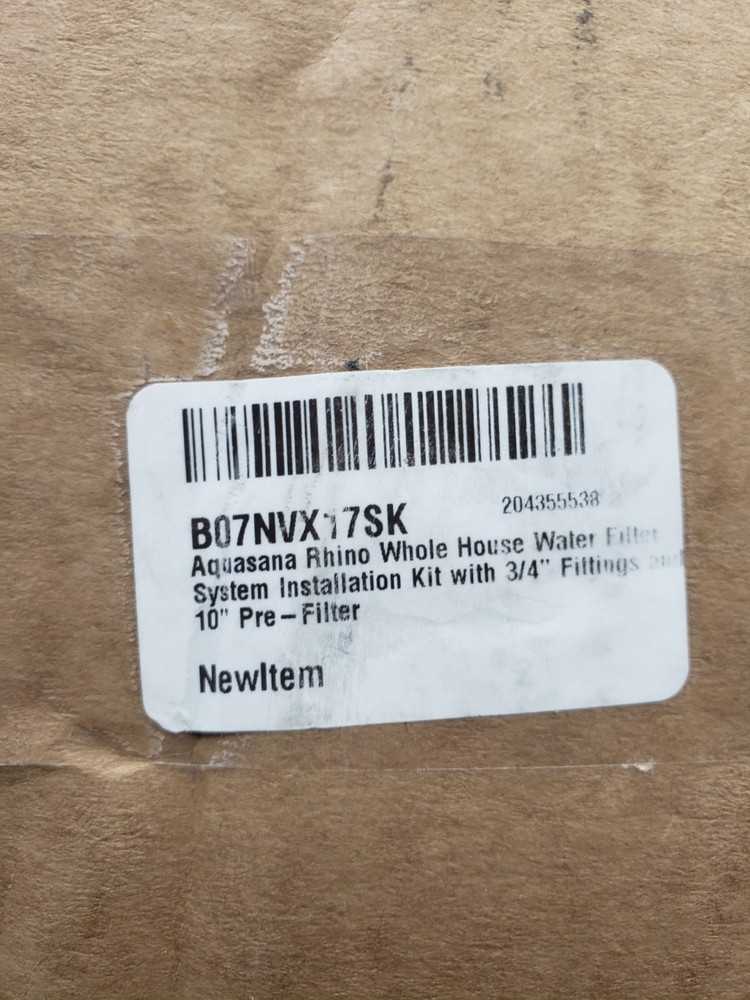 204355538
B07NVX17SK
Aquasana Rhino Whole House Water Filter
System Installation Kit with 3/4" Fittings and
10" Pre-Filter
NewItem